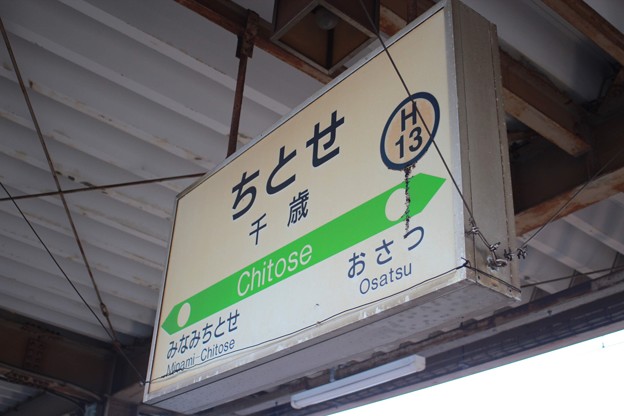 H
13
ちとせ
千歳
Chitose
おさつ
Osatsu
みなみちとせ
Minami-Chitose